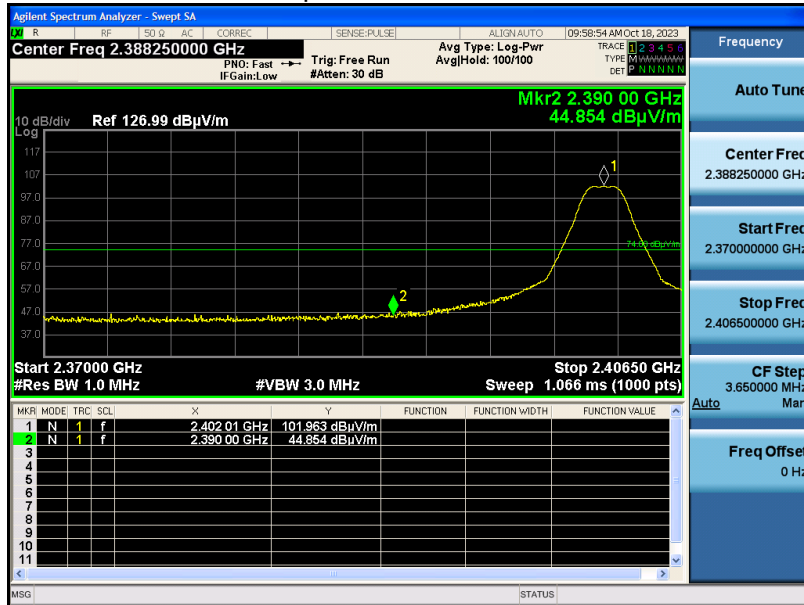 Agilent Spectrum Analyzer - Swept SA
LXI R RF 50 Ω AC CORREC SENSE:PULSE ALIGN AUTO 09:58:54 AM Oct 18, 2023
Center Freq 2.388250000 GHz
PNO: Fast
IFGain:Low
Trig: Free Run
#Atten: 30 dB
Avg Type: Log-Pwr
Avg|Hold: 100/100
TRACE 1 2 3 4 5 6
TYPE M WWWWW
DET P N N N N N
Mkr2 2.390 00 GHz
44.854 dBµV/m
10 dB/div Ref 126.99 dBµV/m
Log
117
107
97.0
87.0
77.0
67.0
57.0
47.0
37.0
1
74.00 dBµV/m
2
Start 2.37000 GHz Stop 2.40650 GHz
#Res BW 1.0 MHz #VBW 3.0 MHz Sweep 1.066 ms (1000 pts)
MKR MODE TRC SCL X Y FUNCTION FUNCTION WIDTH FUNCTION VALUE
1 N 1 f 2.402 01 GHz 101.963 dBµV/m
2 N 1 f 2.390 00 GHz 44.854 dBµV/m
3
4
5
6
7
8
9
10
11
MSG STATUS
Frequency
Auto Tune
Center Freq
2.388250000 GHz
Start Freq
2.370000000 GHz
Stop Freq
2.406500000 GHz
CF Step
3.650000 MHz
Auto Man
Freq Offset
0 Hz